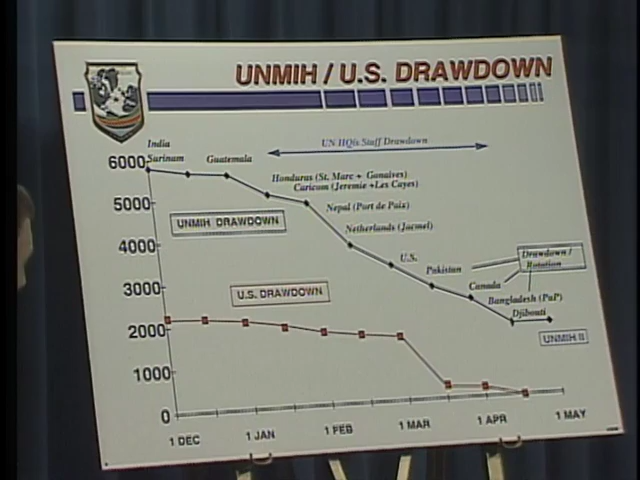 UNMIH / U.S. DRAWDOWN
UN HQ/s Staff Drawdown
India
Surinam
Guatemala
Honduras (St. Marc + Gonaives)
Caricom (Jeremie + Les Cayes)
Nepal (Port de Paix)
Netherlands (Jacmel)
U.S.
Pakistan
Canada
Bangladesh (PaP)
Djibouti
Drawdown /
Rotation
UNMIH DRAWDOWN
U.S. DRAWDOWN
UNMIH II
6000
5000
4000
3000
2000
1000
0
1 DEC
1 JAN
1 FEB
1 MAR
1 APR
1 MAY